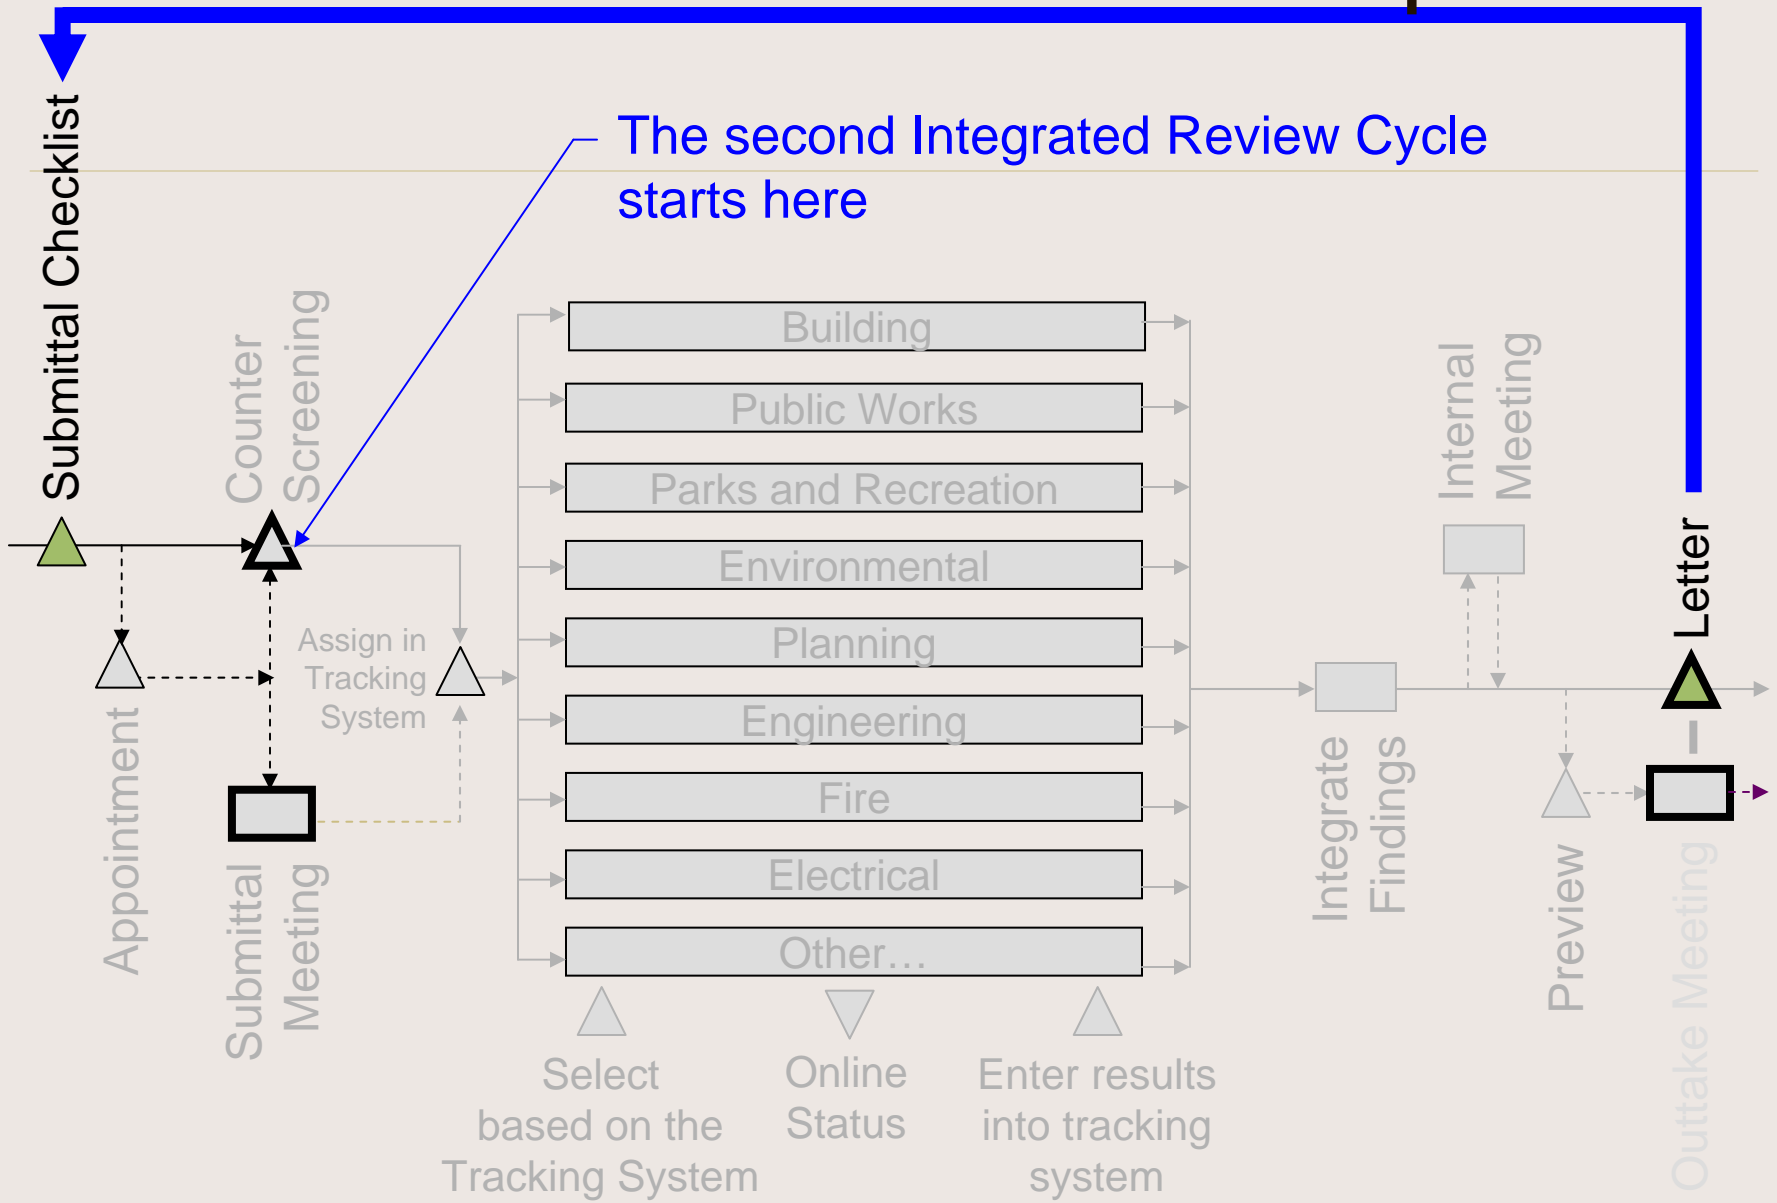 The second Integrated Review Cycle
starts here
Submittal Checklist
Counter
Screening
Appointment
Submittal
Meeting
Assign in
Tracking
System
Building
Public Works
Parks and Recreation
Environmental
Planning
Engineering
Fire
Electrical
Other…
Select
based on the
Tracking System
Online
Status
Enter results
into tracking
system
Integrate
Findings
Internal
Meeting
Preview
Letter
Outtake Meeting